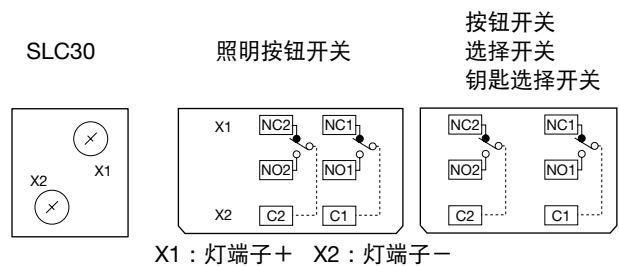 SLC30
照明按钮开关
按钮开关
选择开关
钥匙选择开关
X1
X2
X1 NC2 NC1
NO2 NO1
X2 C2 C1
NC2 NC1
NO2 NO1
C2 C1
X1：灯端子＋ X2：灯端子－